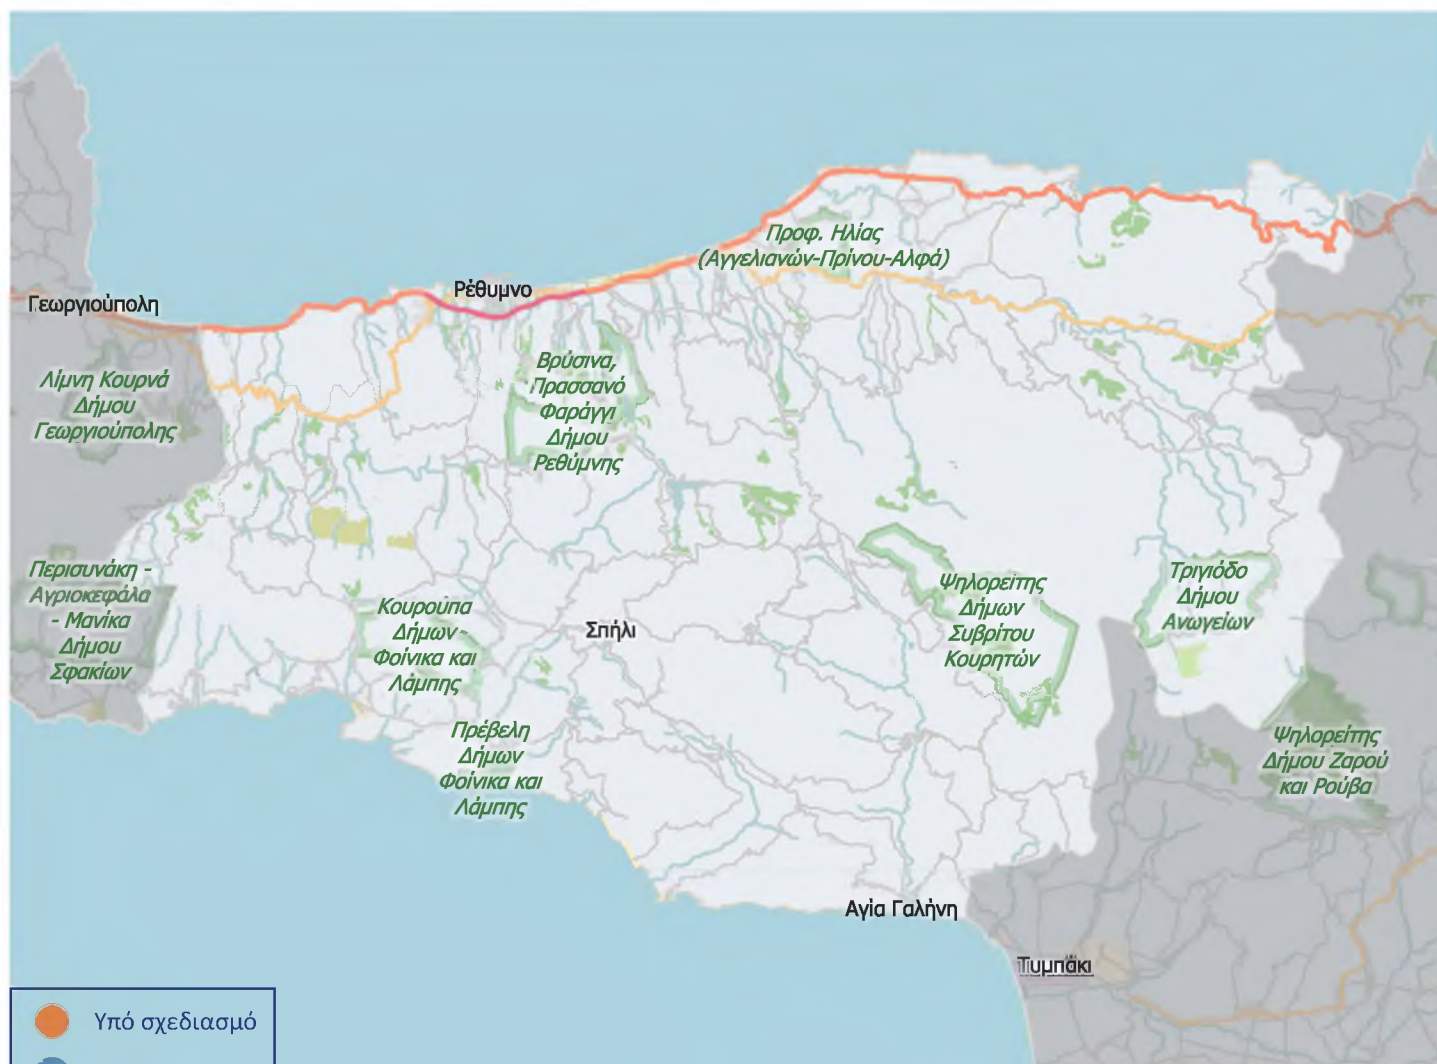 Προφ. Ηλίας
(Αγγελιανών-Πρίνου-Αλφά)
Ρέθυμνο
Γεωργιούπολη
Λίμνη Κουρνά
Δήμου
Γεωργιούπολης
Βρύσινα,
Πρασσανό
Φαράγγι
Δήμου
Ρεθύμνης
Περισυνάκη -
Αγριοκεφάλα
- Μανίκα
Δήμου
Σφακίων
Κουρούπα
Δήμων -
Φοίνικα και
Λάμπης
Σπήλι
Ψηλορείτης
Δήμων
Συβρίτου
Κουρητών
Τριγιόδο
Δήμου
Ανωγείων
Πρέβελη
Δήμων
Φοίνικα και
Λάμπης
Ψηλορείτης
Δήμου Ζαρού
και Ρούβα
Αγία Γαλήνη
Τυμπάκι
Υπό σχεδιασμό